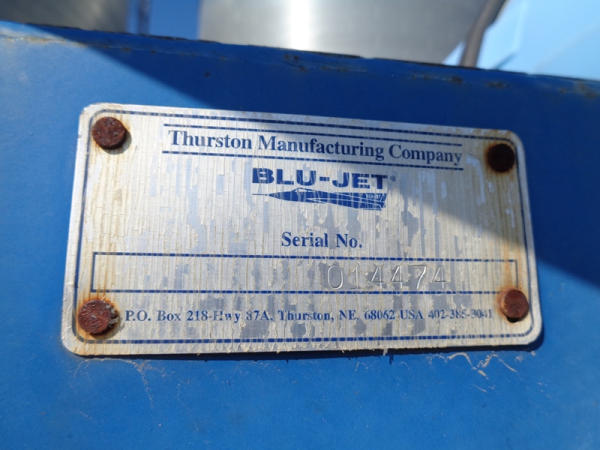 Thurston Manufacturing Company
BLU-JET
Serial No.
014474
P.O. Box 218-Hwy 87A, Thurston, NE. 68062 USA 402-385-3041